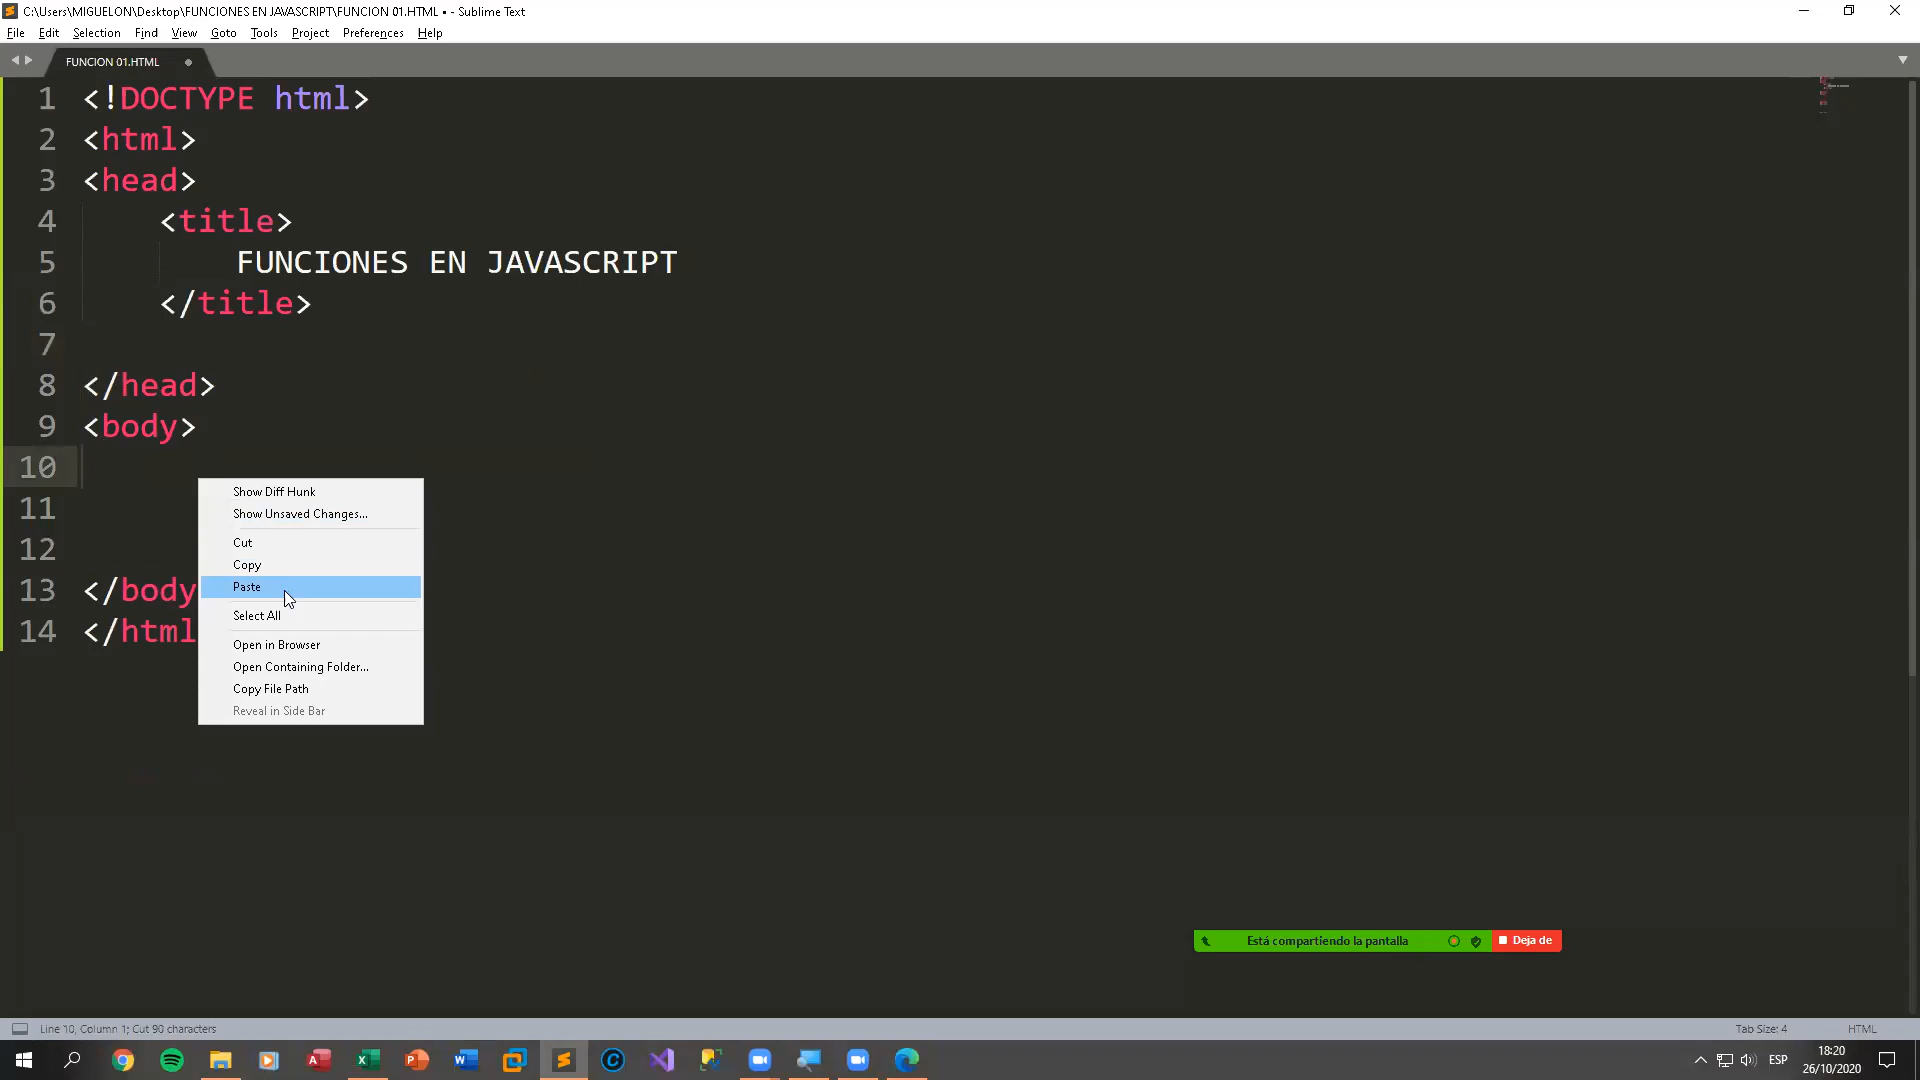 C:\Users\MIGUELON\Desktop\FUNCIONES EN JAVASCRIPT\FUNCION 01.HTML • - Sublime Text
File Edit Selection Find View Goto Tools Project Preferences Help
FUNCION 01.HTML
1 <!DOCTYPE html>
2 <html>
3 <head>
4 <title>
5 FUNCIONES EN JAVASCRIPT
6 </title>
7
8 </head>
9 <body>
10
11
12
13 </body
14 </html
Show Diff Hunk
Show Unsaved Changes...
Cut
Copy
Paste
Select All
Open in Browser
Open Containing Folder...
Copy File Path
Reveal in Side Bar
Está compartiendo la pantalla Deja de
Line 10, Column 1; Cut 90 characters Tab Size: 4 HTML
ESP 18:20
26/10/2020